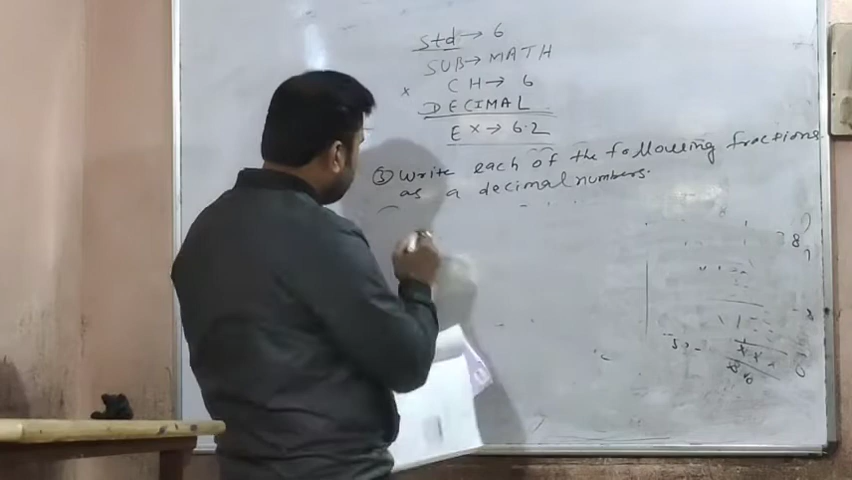 Std → 6
SUB → MATH
CH → 6
DECIMAL
EX → 6.2
③ Write each of the following fractions
as a decimal numbers.